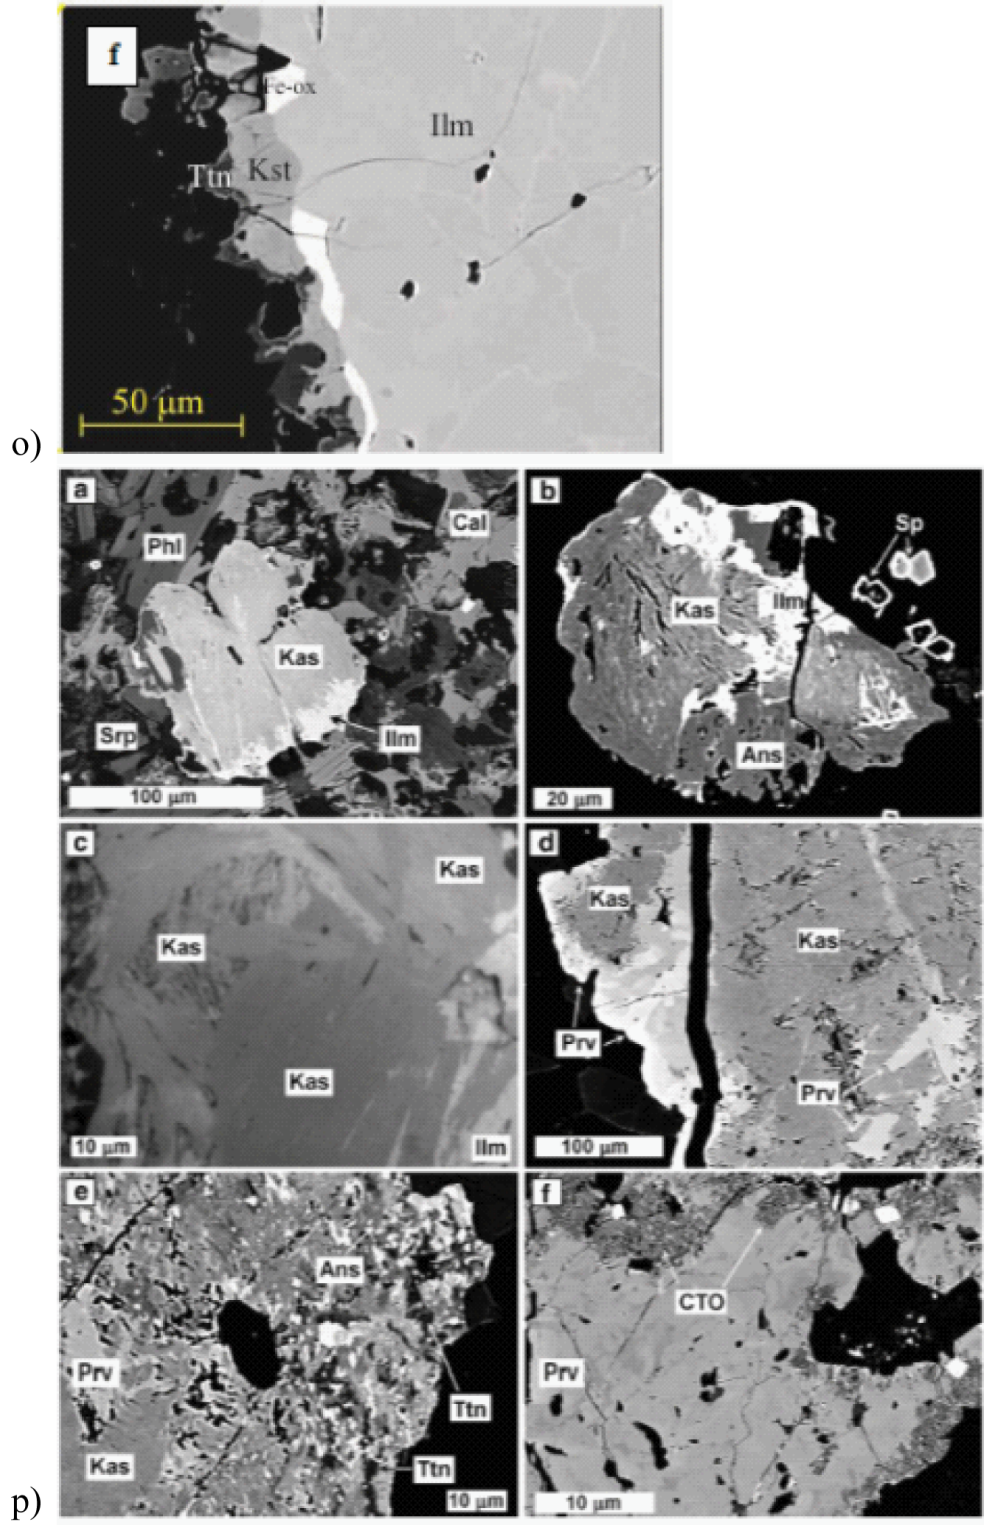 f
Fe-ox
Ilm
Ttn Kst
50 μm
o)
a
Phl
Cal
Kas
Srp
Ilm
100 μm
b
Sp
Kas
Ilm
Ans
20 μm
c
Kas
Kas
Kas
10 μm
Ilm
d
Kas
Kas
Prv
Prv
100 μm
e
Ans
Prv
Ttn
Kas
Ttn
10 μm
f
CTO
Prv
10 μm
p)